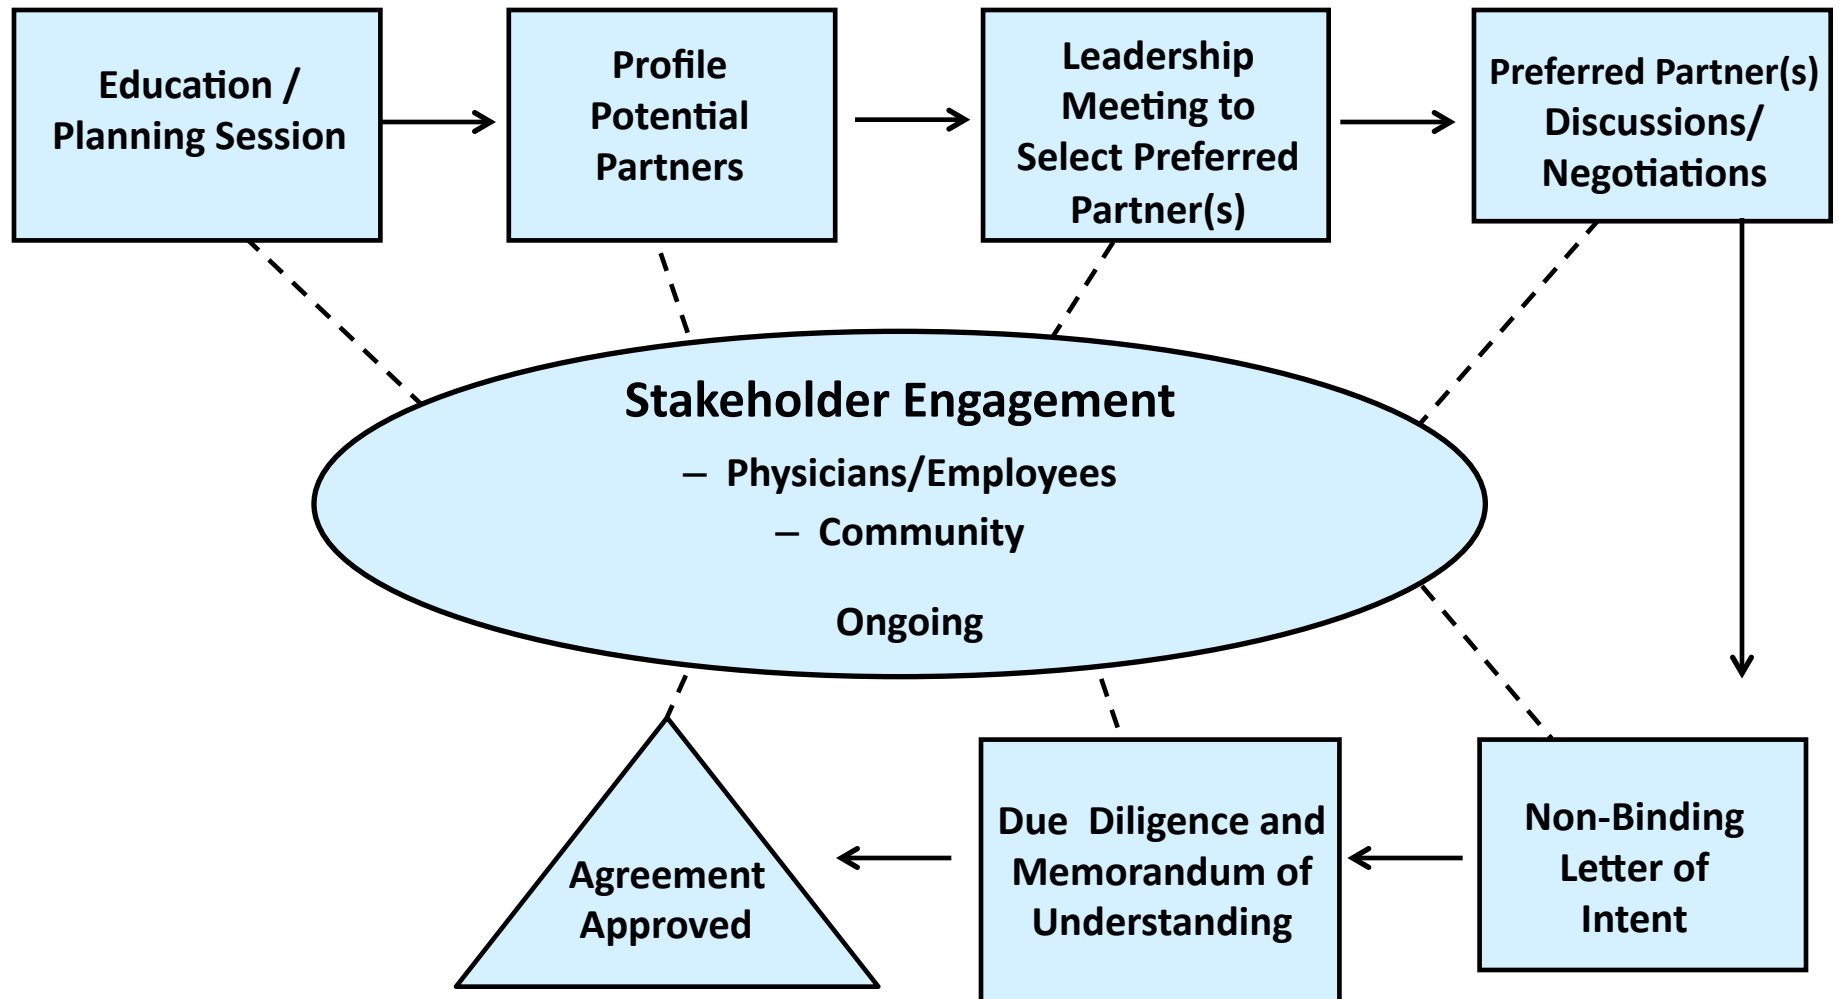 Education /
Planning Session
Profile
Potential
Partners
Leadership
Meeting to
Select Preferred
Partner(s)
Preferred Partner(s)
Discussions/
Negotiations
Stakeholder Engagement
– Physicians/Employees
– Community
Ongoing
Agreement
Approved
Due  Diligence and
Memorandum of
Understanding
Non-Binding
Letter of
Intent